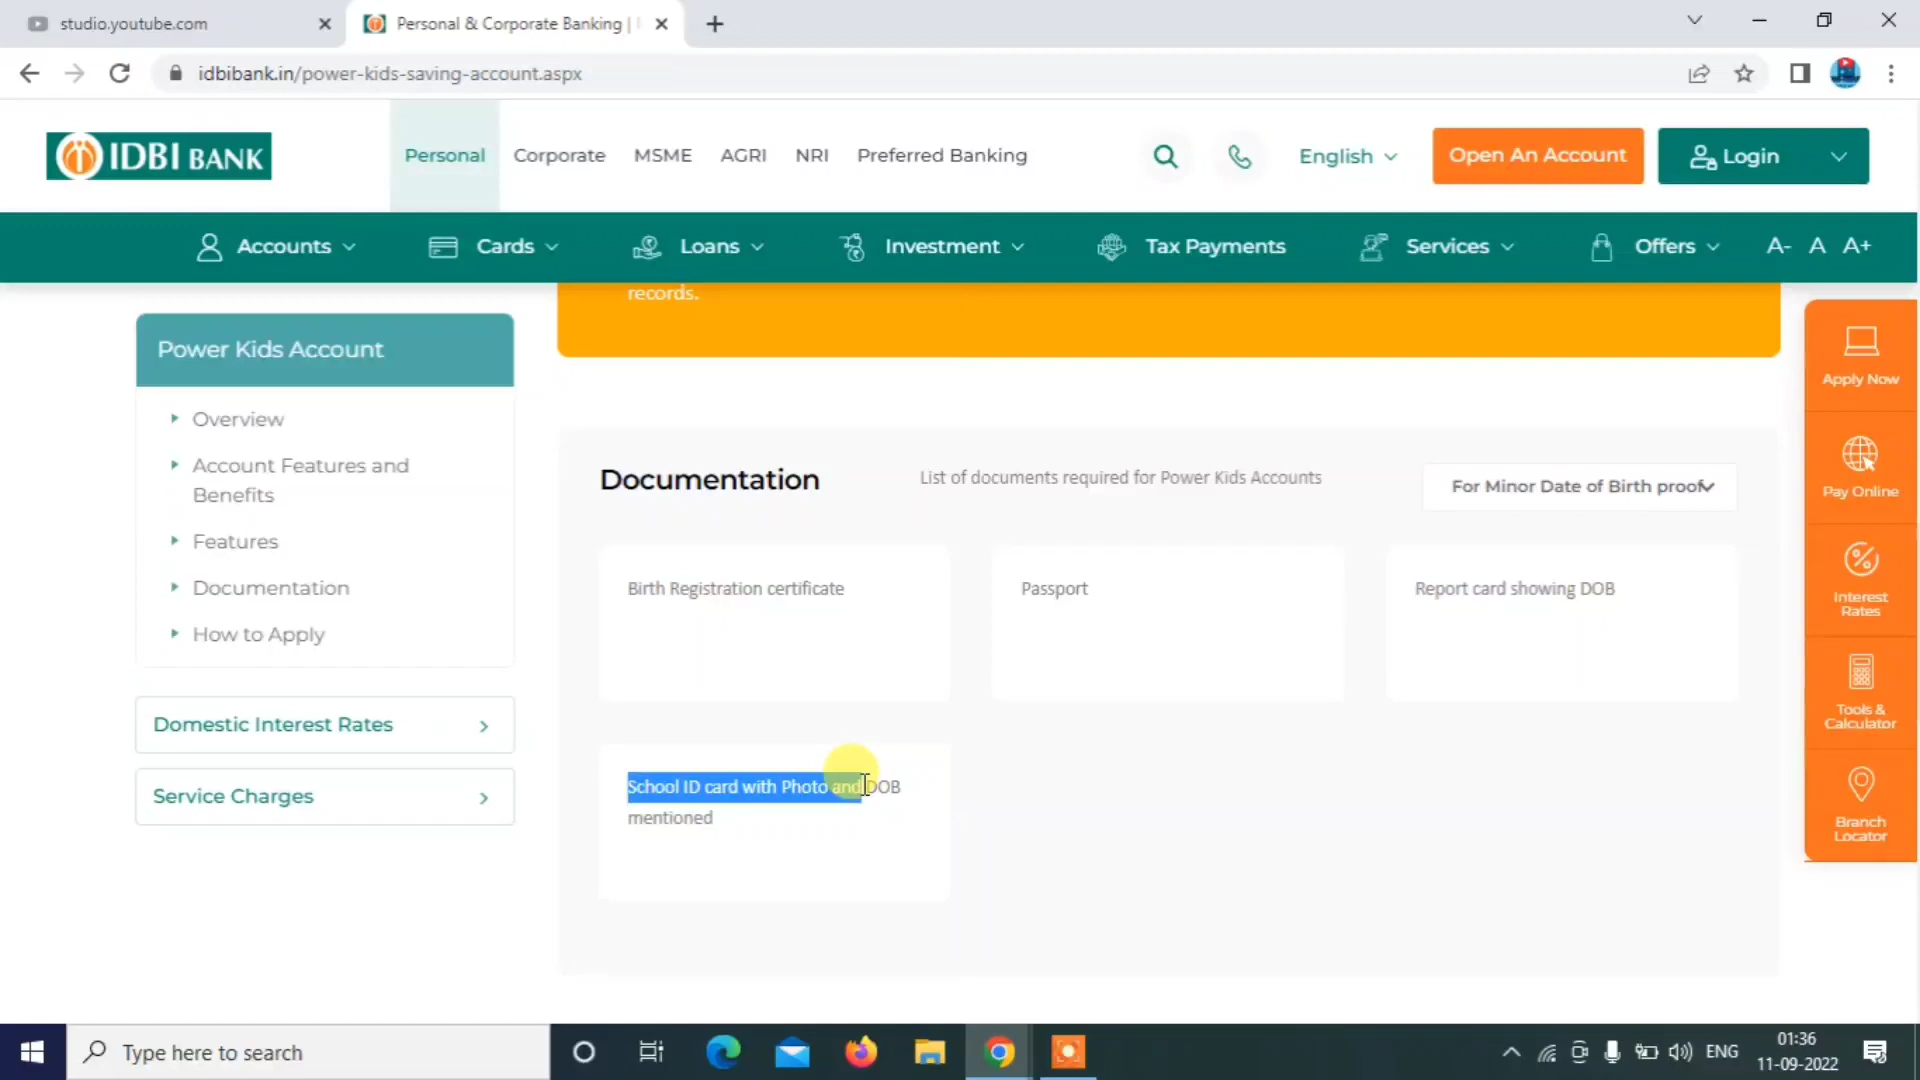 studio.youtube.com
Personal & Corporate Banking |
idbibank.in/power-kids-saving-account.aspx
IDBI BANK
Personal
Corporate
MSME
AGRI
NRI
Preferred Banking
English
Open An Account
Login
Accounts
Cards
Loans
Investment
Tax Payments
Services
Offers
A-
A
A+
records.
Power Kids Account
Overview
Account Features and
Benefits
Features
Documentation
How to Apply
Domestic Interest Rates
Service Charges
Documentation
List of documents required for Power Kids Accounts
For Minor Date of Birth proof
Birth Registration certificate
Passport
Report card showing DOB
School ID card with Photo and DOB
mentioned
Apply Now
Pay Online
Interest
Rates
Tools &
Calculator
Branch
Locator
Type here to search
ENG
01:36
11-09-2022